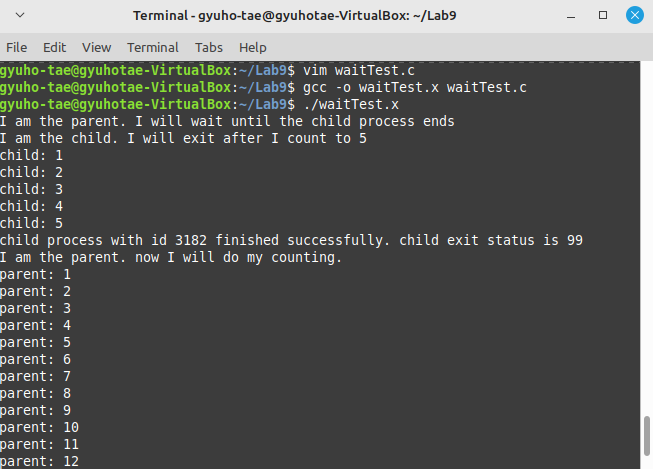 Terminal - gyuho-tae@gyuhotae-VirtualBox: ~/Lab9
File Edit View Terminal Tabs Help
gyuho-tae@gyuhotae-VirtualBox:~/Lab9$ vim waitTest.c
gyuho-tae@gyuhotae-VirtualBox:~/Lab9$ gcc -o waitTest.x waitTest.c
gyuho-tae@gyuhotae-VirtualBox:~/Lab9$ ./waitTest.x
I am the parent. I will wait until the child process ends
I am the child. I will exit after I count to 5
child: 1
child: 2
child: 3
child: 4
child: 5
child process with id 3182 finished successfully. child exit status is 99
I am the parent. now I will do my counting.
parent: 1
parent: 2
parent: 3
parent: 4
parent: 5
parent: 6
parent: 7
parent: 8
parent: 9
parent: 10
parent: 11
parent: 12